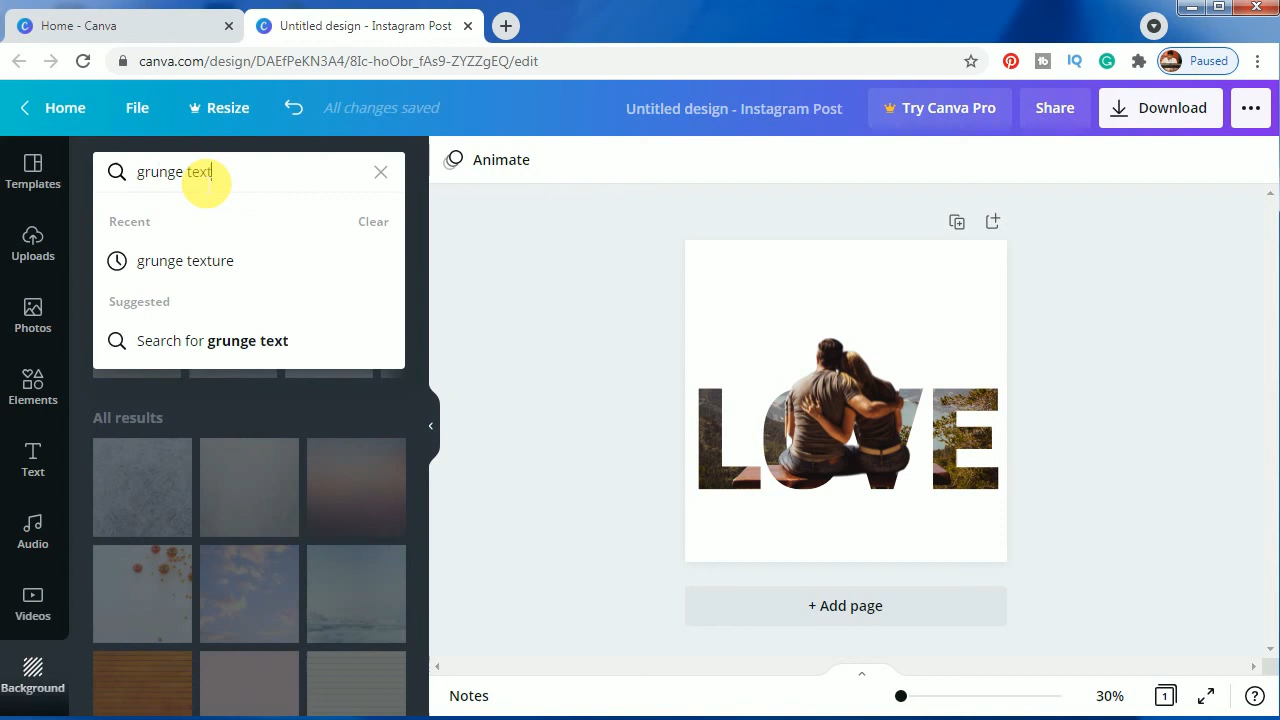 Home - Canva
Untitled design - Instagram Post
canva.com/design/DAEfPeKN3A4/8Ic-hoObr_fAs9-ZYZZgEQ/edit
Paused
Home
File
Resize
All changes saved
Untitled design - Instagram Post
Try Canva Pro
Share
Download
Templates
Uploads
Photos
Elements
Text
Audio
Videos
Background
grunge text
Recent
Clear
grunge texture
Suggested
Search for grunge text
All results
Animate
LOVE
+ Add page
Notes
30%
1